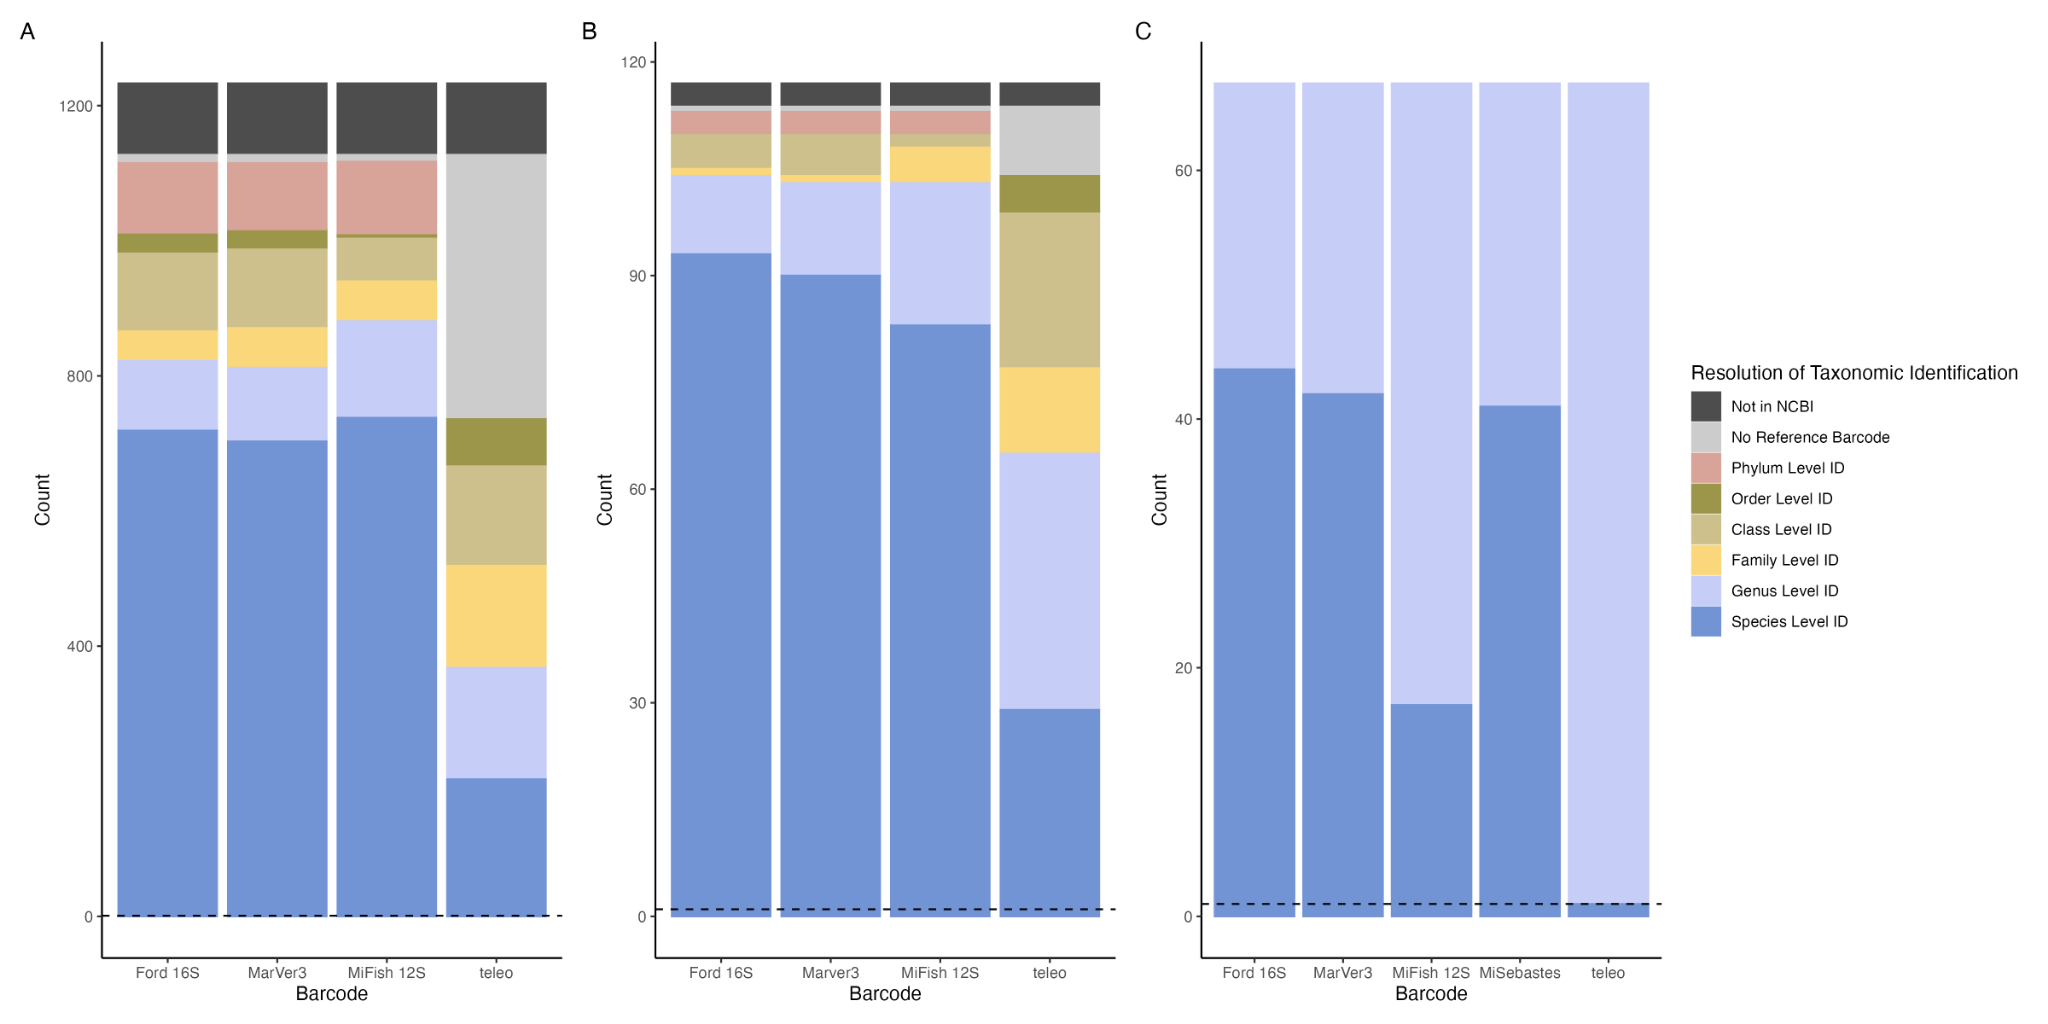 A
Count
1200
800
400
0
Ford 16S
MarVer3
MiFish 12S
teleo
Barcode
B
Count
120
90
60
30
0
Ford 16S
Marver3
MiFish 12S
teleo
Barcode
C
Count
60
40
20
0
Ford 16S
MarVer3
MiFish 12S
MiSebastes
teleo
Barcode
Resolution of Taxonomic Identification
Not in NCBI
No Reference Barcode
Phylum Level ID
Order Level ID
Class Level ID
Family Level ID
Genus Level ID
Species Level ID